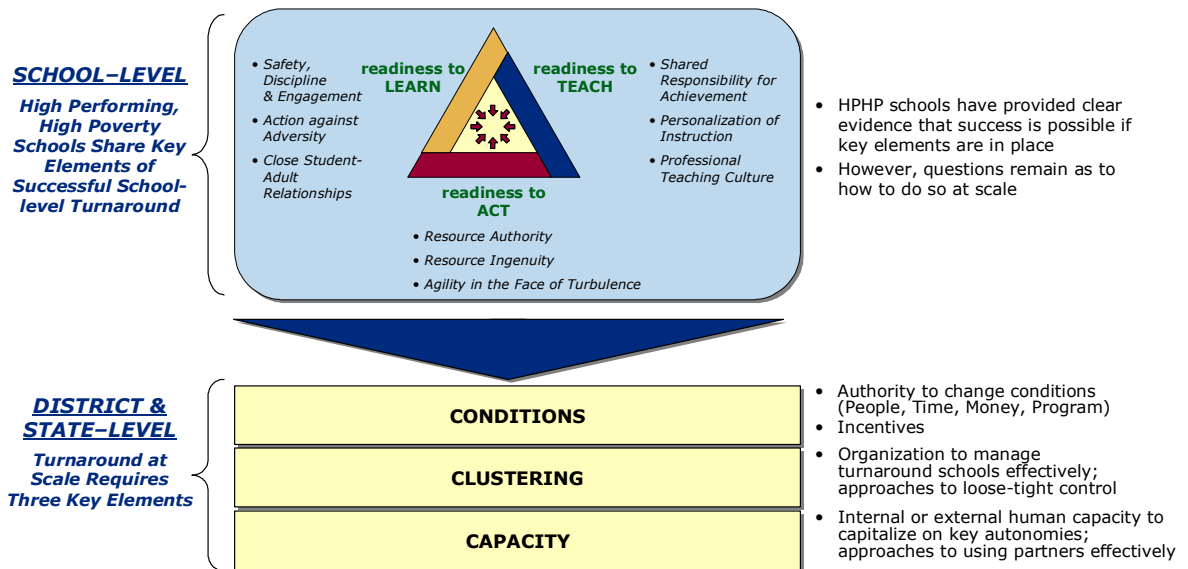 SCHOOL–LEVEL
High Performing,
High Poverty
Schools Share Key
Elements of
Successful School-
level Turnaround
• Safety,
Discipline
& Engagement
• Action against
Adversity
• Close Student-
Adult
Relationships
readiness to
LEARN
readiness to
TEACH
• Shared
Responsibility for
Achievement
• Personalization of
Instruction
• Professional
Teaching Culture
readiness to
ACT
• Resource Authority
• Resource Ingenuity
• Agility in the Face of Turbulence
• HPHP schools have provided clear
evidence that success is possible if
key elements are in place
• However, questions remain as to
how to do so at scale
DISTRICT &
STATE–LEVEL
Turnaround at
Scale Requires
Three Key Elements
CONDITIONS
• Authority to change conditions
(People, Time, Money, Program)
• Incentives
CLUSTERING
• Organization to manage
turnaround schools effectively;
approaches to loose-tight control
CAPACITY
• Internal or external human capacity to
capitalize on key autonomies;
approaches to using partners effectively